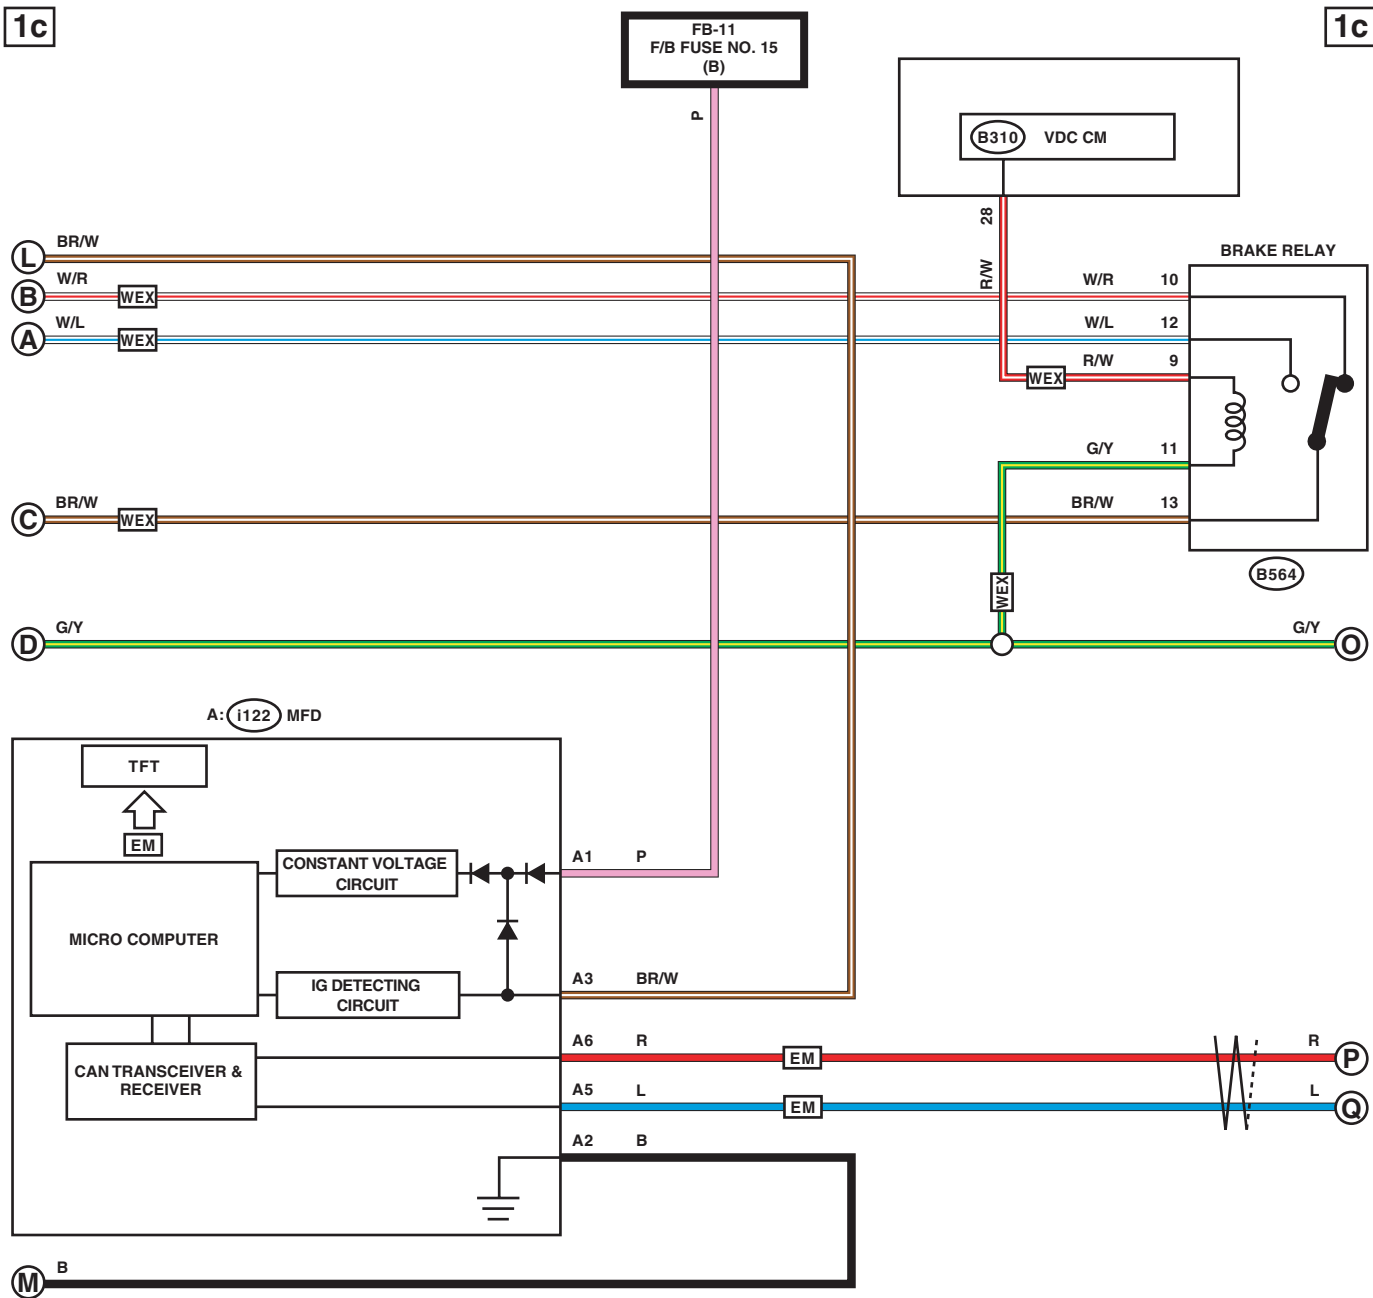 1c
1c
FB-11
F/B FUSE NO. 15
(B)
P
B310 VDC CM
28
R/W
BRAKE RELAY
L BR/W
B W/R WEX W/R 10
A W/L WEX W/L 12
WEX R/W 9
G/Y 11
C BR/W WEX BR/W 13
B564
WEX
D G/Y G/Y O
A: i122 MFD
TFT
EM
CONSTANT VOLTAGE
CIRCUIT
A1 P
MICRO COMPUTER
IG DETECTING
CIRCUIT
A3 BR/W
A6 R EM R P
CAN TRANSCEIVER &
RECEIVER
A5 L EM L Q
A2 B
M B